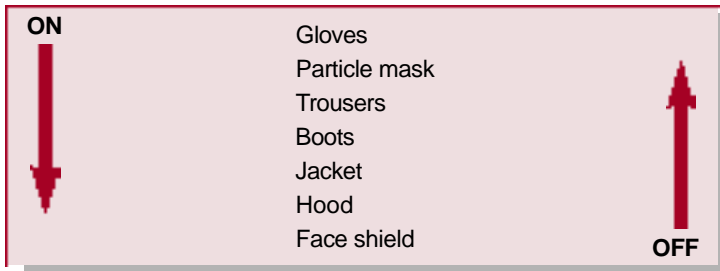 ON
Gloves
Particle mask
Trousers
Boots
Jacket
Hood
Face shield
OFF